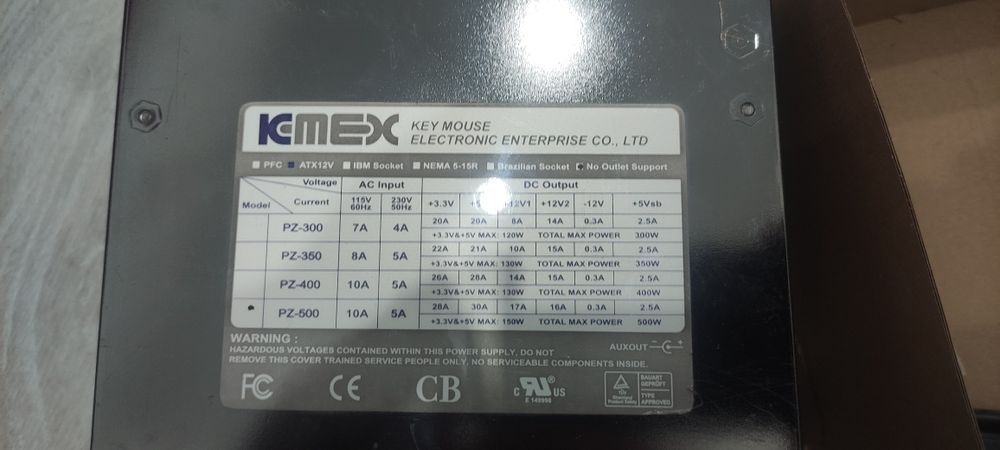 KMEX KEY MOUSE
ELECTRONIC ENTERPRISE CO., LTD
PFC ATX12V IBM Socket NEMA 5-15R Brazilian Socket No Outlet Support
Voltage AC Input DC Output
Model Current 115V 60Hz 230V 50Hz +3.3V +12V1 +12V2 -12V +5Vsb
PZ-300 7A 4A 20A 20A 8A 14A 0.3A 2.5A
+3.3V&+5V MAX: 120W TOTAL MAX POWER 300W
PZ-350 8A 5A 22A 21A 10A 15A 0.3A 2.5A
+3.3V&+5V MAX: 130W TOTAL MAX POWER 350W
PZ-400 10A 5A 26A 28A 14A 15A 0.3A 2.5A
+3.3V&+5V MAX: 130W TOTAL MAX POWER 400W
PZ-500 10A 5A 28A 30A 17A 16A 0.3A 2.5A
+3.3V&+5V MAX: 150W TOTAL MAX POWER 500W
WARNING :
AUXOUT
HAZARDOUS VOLTAGES CONTAINED WITHIN THIS POWER SUPPLY, DO NOT
REMOVE THIS COVER TRAINED SERVICE PEOPLE ONLY, NO SERVICEABLE COMPONENTS INSIDE.
FC CE CB C RU US
E 149998
TÜV
Rheinland
Product Safety
BAUART
GEPRÜFT
TYPE
APPROVED